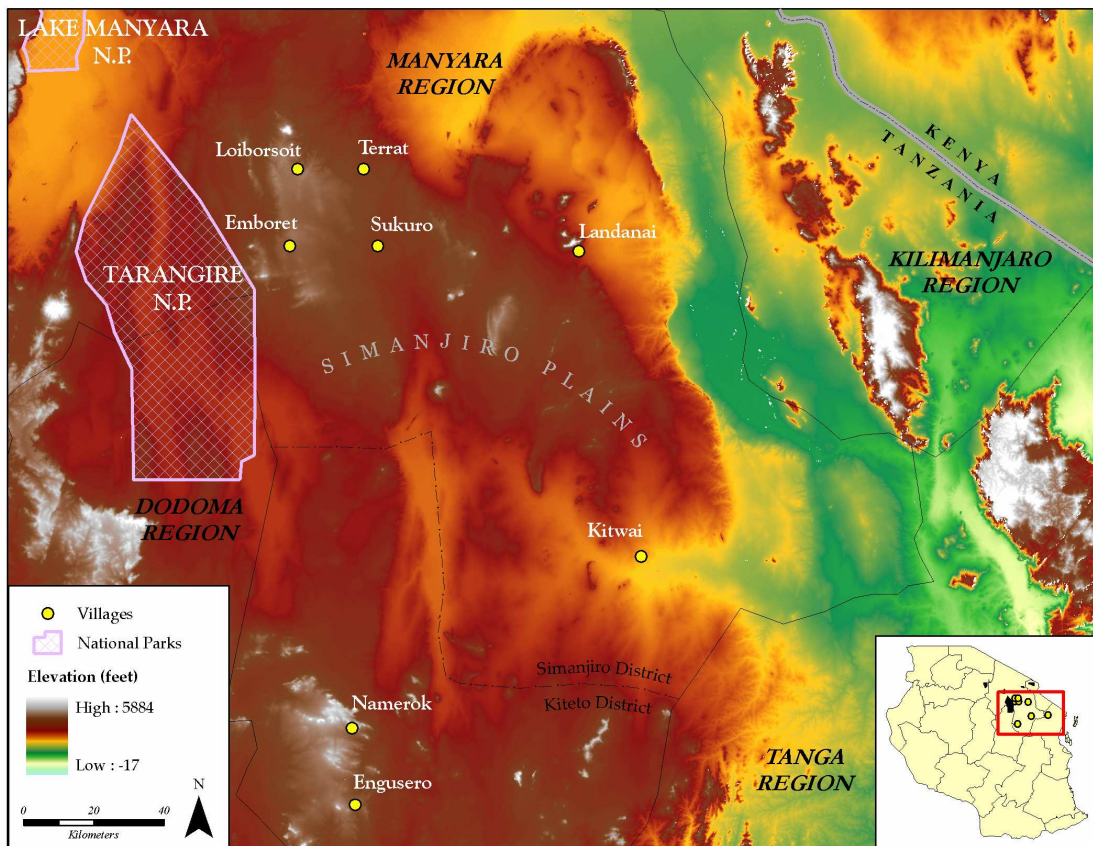 LAKE MANYARA
N.P.
MANYARA
REGION
KENYA
TANZANIA
Loiborsoit
Terrat
Emboret
Sukuro
Landanai
TARANGIRE
N.P.
KILIMANJARO
REGION
SIMANJIRO PLAINS
DODOMA
REGION
Kitwai
Simanjiro District
Kiteto District
Namerok
Engusero
TANGA
REGION
Villages
National Parks
Elevation (feet)
High : 5884
Low : -17
0 20 40
Kilometers
N